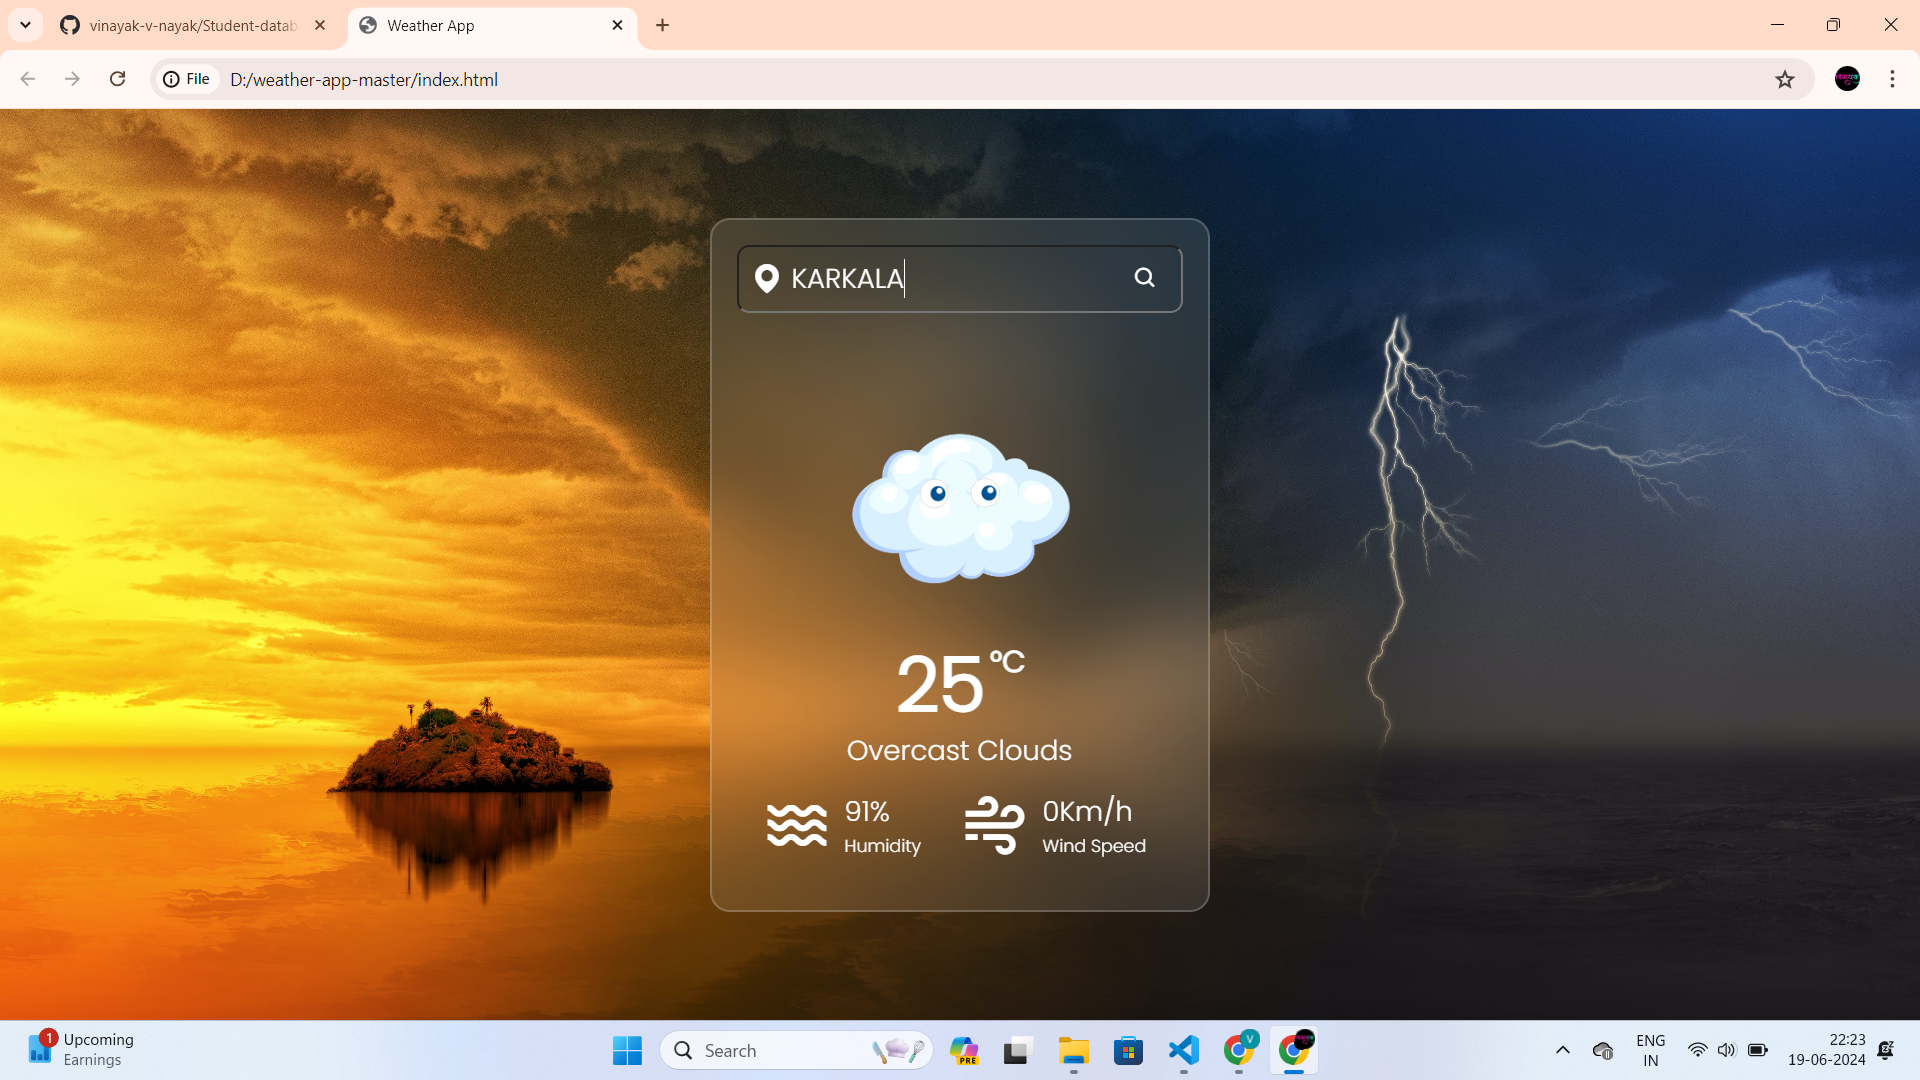 vinayak-v-nayak/Student-datab
Weather App
File
D:/weather-app-master/index.html
KARKALA
25 °C
Overcast Clouds
91%
Humidity
0Km/h
Wind Speed
1
Upcoming
Earnings
Search
PRE
V
ENG
IN
22:23
19-06-2024